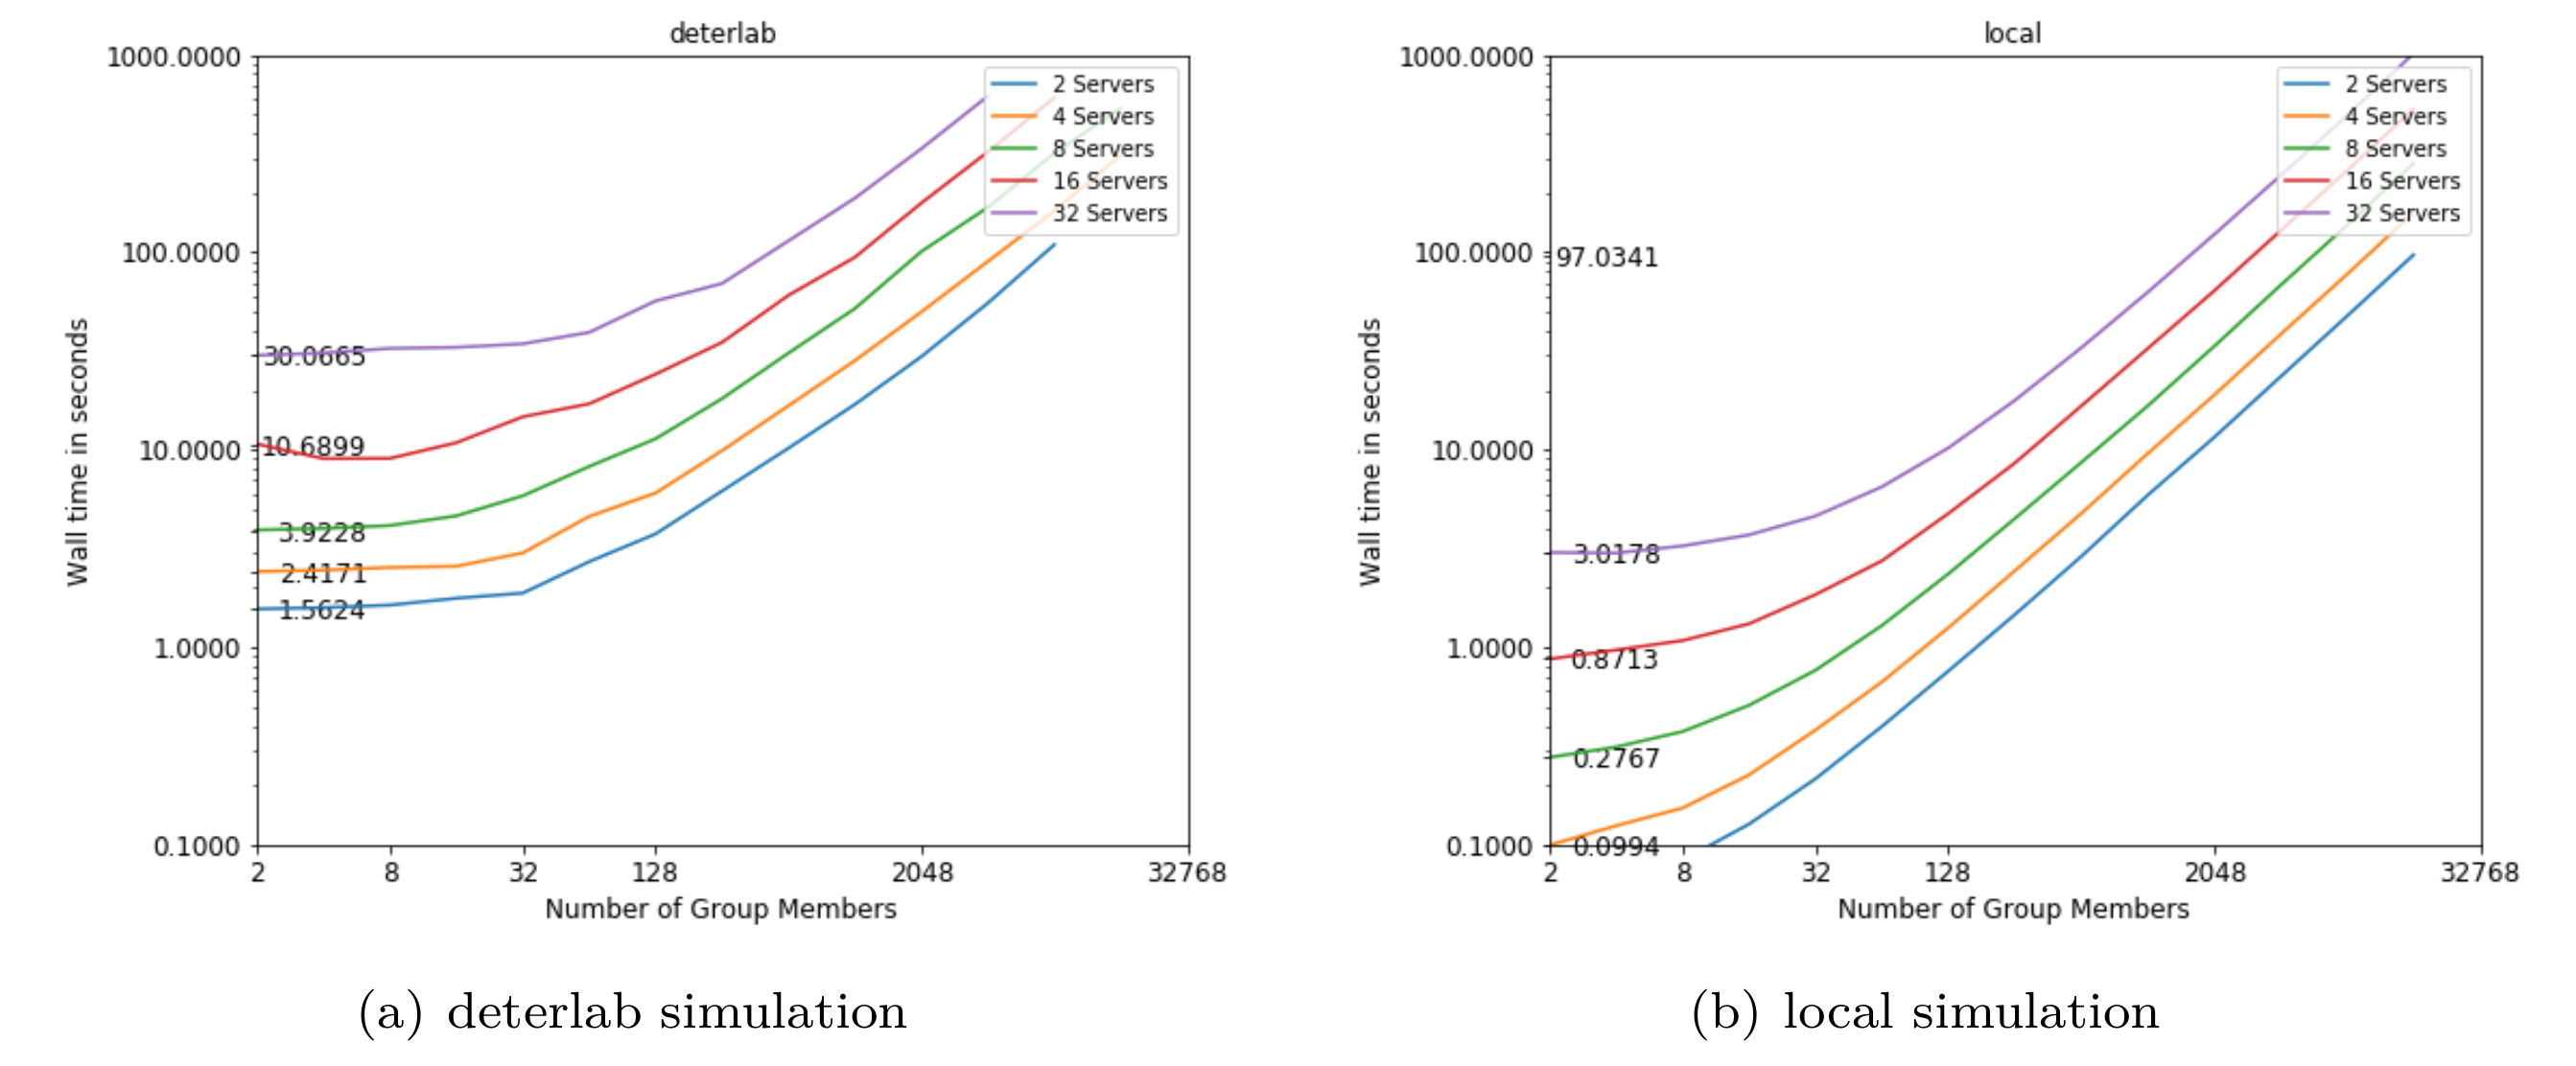 deterlab
1000.0000
100.0000
10.0000
1.0000
0.1000
Wall time in seconds
2 Servers
4 Servers
8 Servers
16 Servers
32 Servers
30.0665
10.6899
3.9228
2.4171
1.5624
2 8 32 128 2048 32768
Number of Group Members
(a) deterlab simulation
local
1000.0000
100.0000
10.0000
1.0000
0.1000
Wall time in seconds
2 Servers
4 Servers
8 Servers
16 Servers
32 Servers
97.0341
3.0178
0.8713
0.2767
0.0994
2 8 32 128 2048 32768
Number of Group Members
(b) local simulation